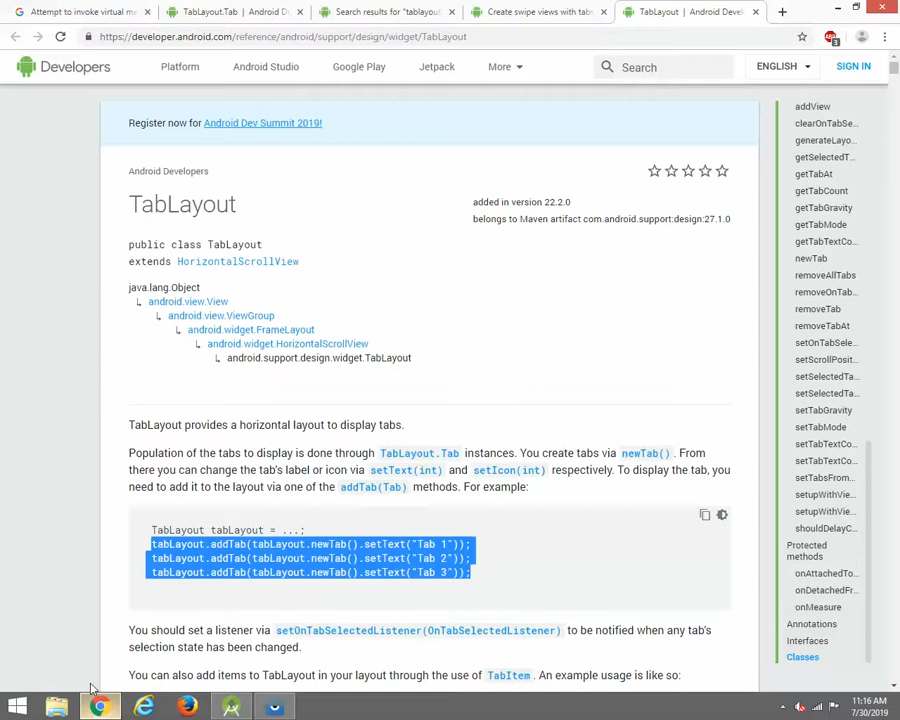 Attempt to invoke virtual m
TabLayout.Tab | Android D
Search results for "tablayout
Create swipe views with tabs
TabLayout | Android Devel
https://developer.android.com/reference/android/support/design/widget/TabLayout
3
Developers
Platform
Android Studio
Google Play
Jetpack
More
Search
ENGLISH
SIGN IN
Register now for Android Dev Summit 2019!
Android Developers
TabLayout
added in version 22.2.0
belongs to Maven artifact com.android.support:design:27.1.0
public class TabLayout
extends HorizontalScrollView
java.lang.Object
↳ android.view.View
↳ android.view.ViewGroup
↳ android.widget.FrameLayout
↳ android.widget.HorizontalScrollView
↳ android.support.design.widget.TabLayout
TabLayout provides a horizontal layout to display tabs.
Population of the tabs to display is done through TabLayout.Tab instances. You create tabs via newTab(). From
there you can change the tab's label or icon via setText(int) and setIcon(int) respectively. To display the tab, you
need to add it to the layout via one of the addTab(Tab) methods. For example:
TabLayout tabLayout = ...;
tabLayout.addTab(tabLayout.newTab().setText("Tab 1"));
tabLayout.addTab(tabLayout.newTab().setText("Tab 2"));
tabLayout.addTab(tabLayout.newTab().setText("Tab 3"));
You should set a listener via setOnTabSelectedListener(OnTabSelectedListener) to be notified when any tab's
selection state has been changed.
You can also add items to TabLayout in your layout through the use of TabItem. An example usage is like so:
addView
clearOnTabSe...
generateLayo...
getSelectedT...
getTabAt
getTabCount
getTabGravity
getTabMode
getTabTextCo...
newTab
removeAllTabs
removeOnTab...
removeTab
removeTabAt
setOnTabSele...
setScrollPosit...
setSelectedTa...
setSelectedTa...
setTabGravity
setTabMode
setTabTextCo...
setTabTextCo...
setTabsFrom...
setupWithVie...
setupWithVie...
shouldDelayC...
Protected
methods
onAttachedTo...
onDetachedFr...
onMeasure
Annotations
Interfaces
Classes
11:16 AM
7/30/2019